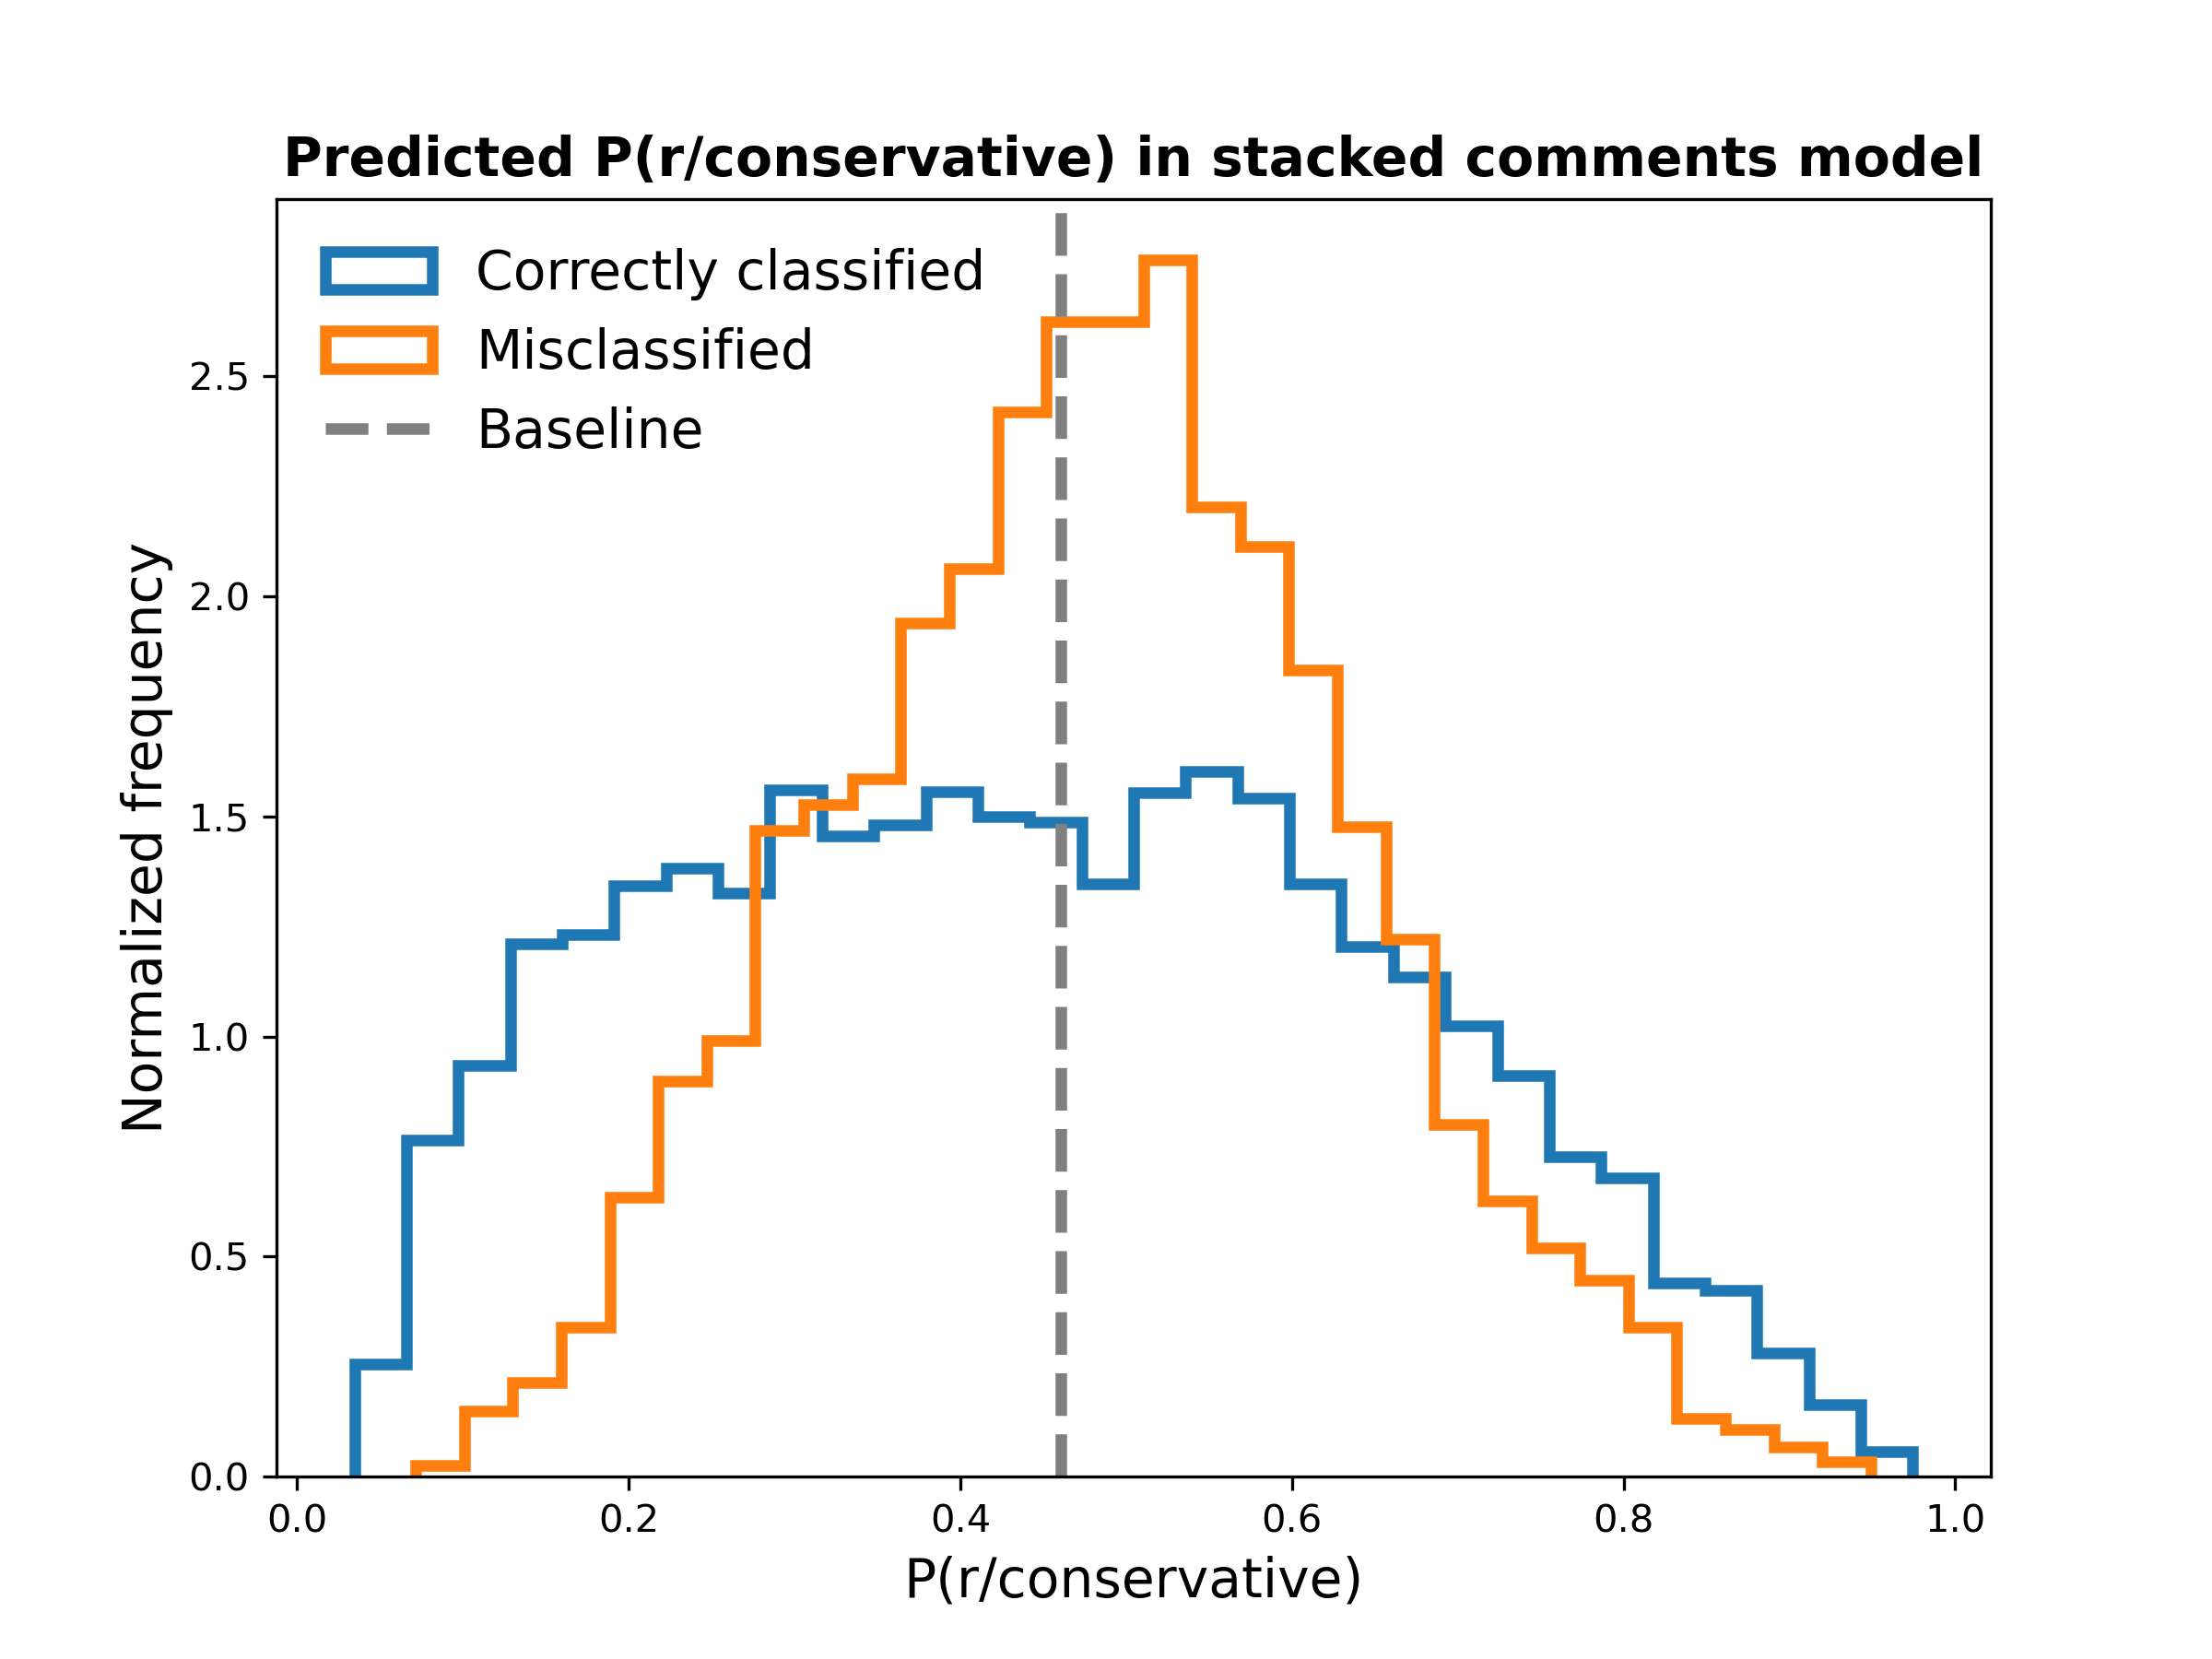 Predicted P(r/conservative) in stacked comments model
Correctly classified
Misclassified
Baseline
Normalized frequency
2.5
2.0
1.5
1.0
0.5
0.0
0.0 0.2 0.4 0.6 0.8 1.0
P(r/conservative)